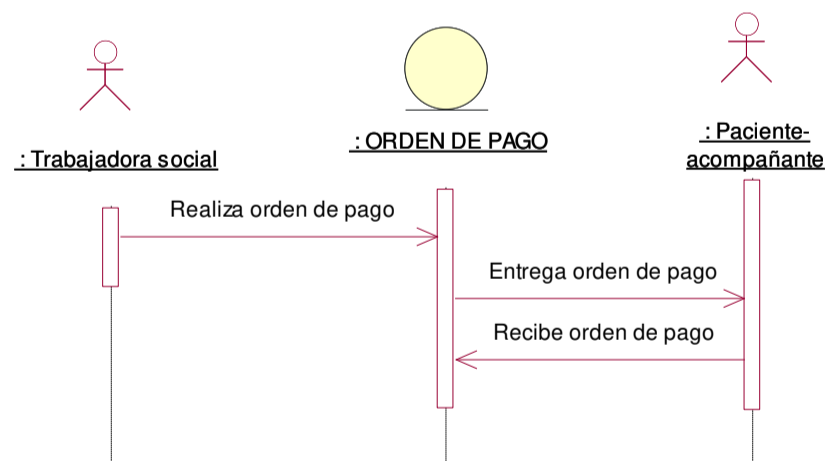 : Trabajadora social
: ORDEN DE PAGO
: Paciente-
acompañante
Realiza orden de pago
Entrega orden de pago
Recibe orden de pago